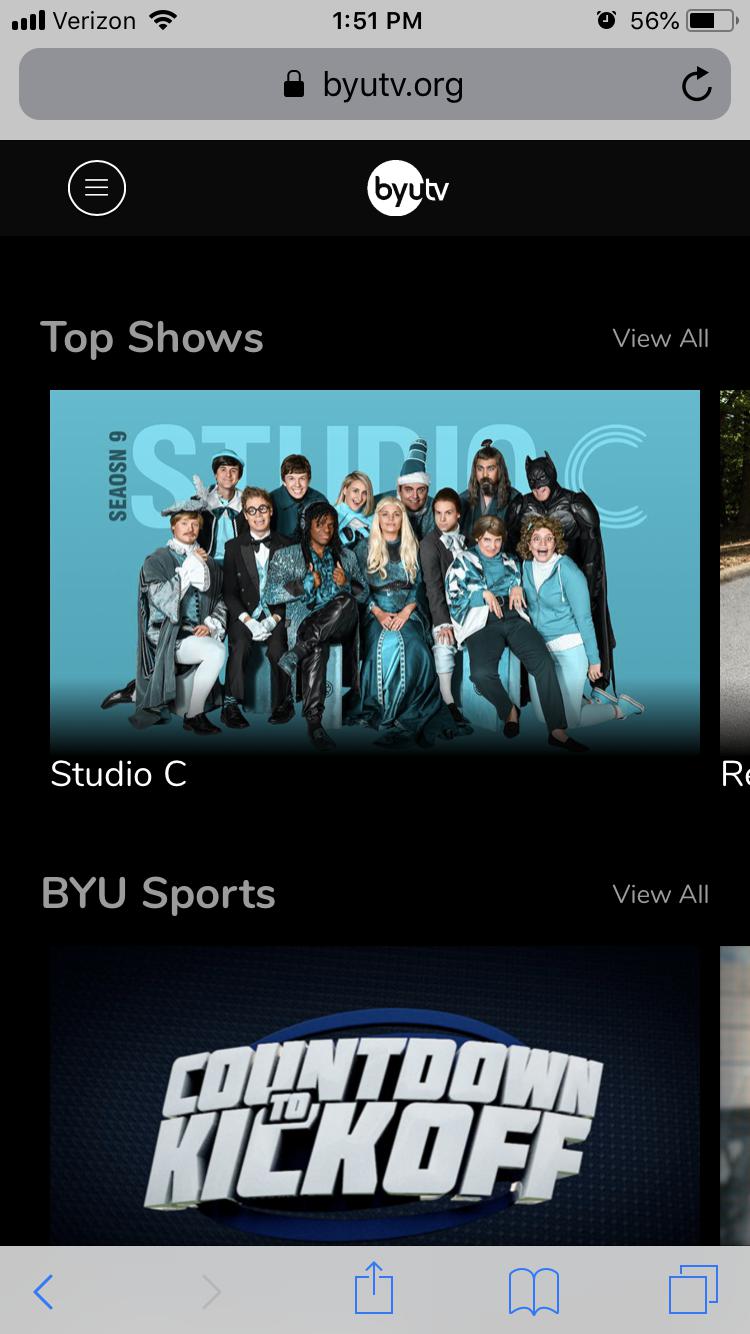 Verizon 1:51 PM 56%
byutv.org
byutv
Top Shows View All
SEAOSN 9
STUDIO C
Studio C Re
BYU Sports View All
COUNTDOWN
TO
KICKOFF